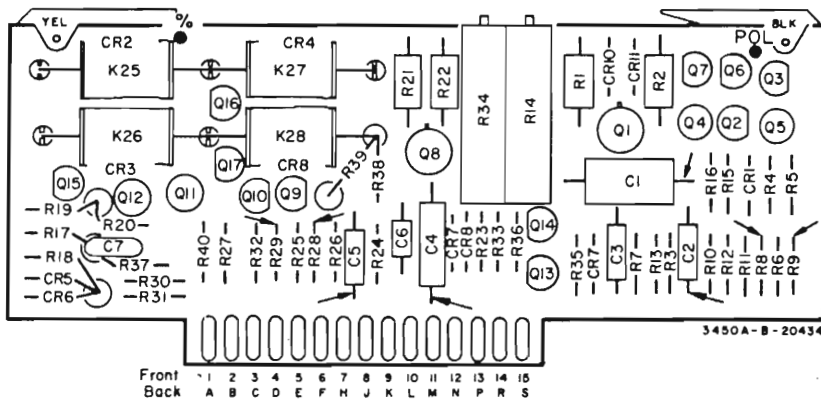 YEL % BLK
POL
CR2 CR4
K25 K27
R21 R22 R34 R14 R1 CR10 CR11 R2 Q7 Q6 Q3
Q16
K26 K28
Q8 Q1 Q4 Q2 Q5
CR3 CR8
Q17 R39 R38
Q15 Q12 Q11 Q10 Q9
C1 R16 R15 CR1 R4 R5
R19
R20
R17
C7
R18
R37
CR5 R30
CR6 R31
R40 R27 R32 R29 R25 R28 R26 C5 R24 C6 C4 CR7 CR8 R23 R33 R36
Q14
Q13
R35 CR7 C3 R7 R13 R3 C2 R10 R12 R11 R8 R6 R9
3450A-B-20434
Front 1 2 3 4 5 6 7 8 9 10 11 12 13 14 15
Back A B C D E F H J K L M N P R S